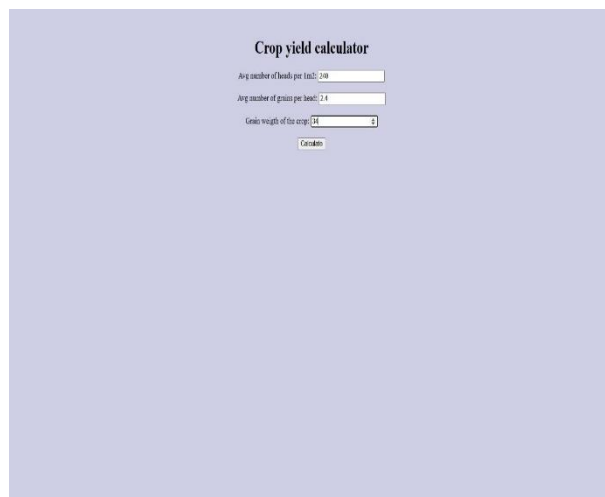 Crop yield calculator
Avg number of heads per 1m2: 240
Avg number of grains per head: 2.4
Grain weigth of the crop: 34
Calculate